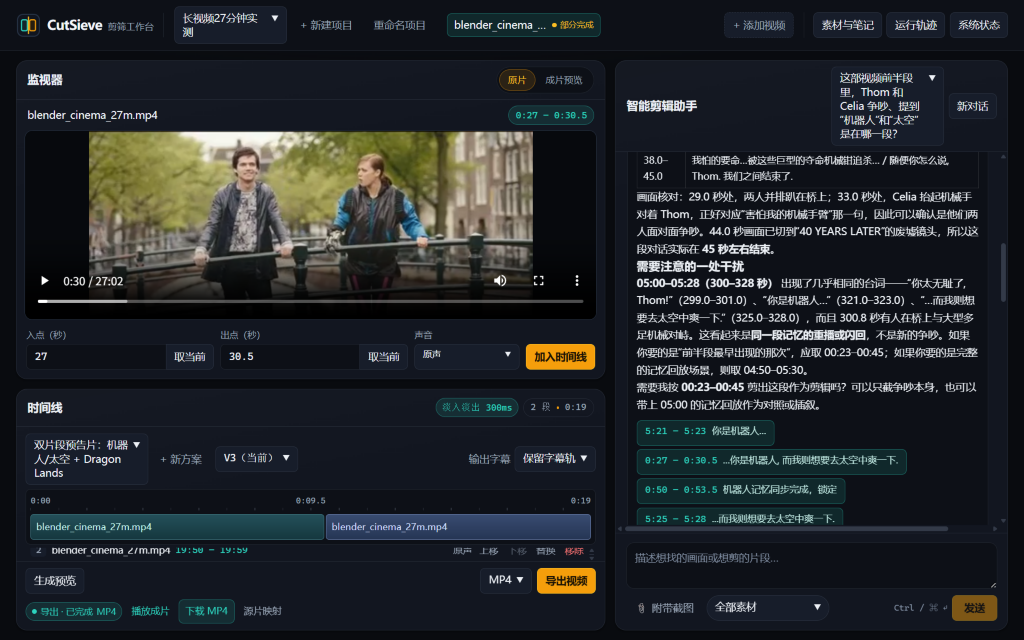 CutSieve 剪筛工作台
长视频27分钟实
测
+ 新建项目
重命名项目
blender_cinema_... 部分完成
+ 添加视频
素材与笔记
运行轨迹
系统状态
监视器
原片
成片预览
blender_cinema_27m.mp4
0:27 – 0:30.5
0:30 / 27:02
入点（秒）
出点（秒）
声音
27
取当前
30.5
取当前
原声
加入时间线
时间线
淡入淡出 300ms
2 段 • 0:19
双片段预告片：机器
人/太空 + Dragon
Lands
+ 新方案
V3（当前）
输出字幕
保留字幕轨
0:00
0:09.5
0:19
blender_cinema_27m.mp4
blender_cinema_27m.mp4
2 blender_cinema_27m.mp4 19:50 – 19:59
原声 上移 下移 替换 移除
生成预览
MP4
导出视频
导出 · 已完成 MP4
播放成片
下载 MP4
源片映射
智能剪辑助手
这部视频前半段
里，Thom 和
Celia 争吵、提到
“机器人”和“太空”
是在哪一段？
新对话
38.0–
45.0
我怕的要命...被这些巨型的夺命机械钳追杀... / 随便你怎么说,
Thom. 我们之间结束了.
画面核对：29.0 秒处，两人并排趴在桥上；33.0 秒处，Celia 抬起机械手
对着 Thom，正好对应“害怕我的机械手臂”那一句，因此可以确认是他们两
人面对面争吵。44.0 秒画面已切到“40 YEARS LATER”的废墟镜头，所以这
段对话实际在 45 秒左右结束。
需要注意的一处干扰
05:00–05:28（300–328 秒） 出现了几乎相同的台词——“你太无耻了,
Thom!”（299.0–301.0）、“你是机器人...”（321.0–323.0）、“...而我则想
要去太空中爽一下.”（325.0–328.0），而且 300.8 秒有人在桥上与大型多
足机械对峙。这看起来是同一段记忆的重播或闪回，不是新的争吵。如果
你要的是“前半段最早出现的那次”，应取 00:23–00:45；如果你要的是完整
的记忆回放场景，则取 04:50–05:30。
需要我按 00:23–00:45 剪出这段作为剪辑吗？可以只截争吵本身，也可以
带上 05:00 的记忆回放作为对照或插叙。
5:21 – 5:23 你是机器人...
0:27 – 0:30.5 ...你是机器人, 而我则想要去太空中爽一下.
0:50 – 0:53.5 机器人记忆同步完成，锁定
5:25 – 5:28 ...而我则想要去太空中爽一下.
描述想找的画面或想剪的片段...
附带截图
全部素材
Ctrl / ⌘ ↵
发送